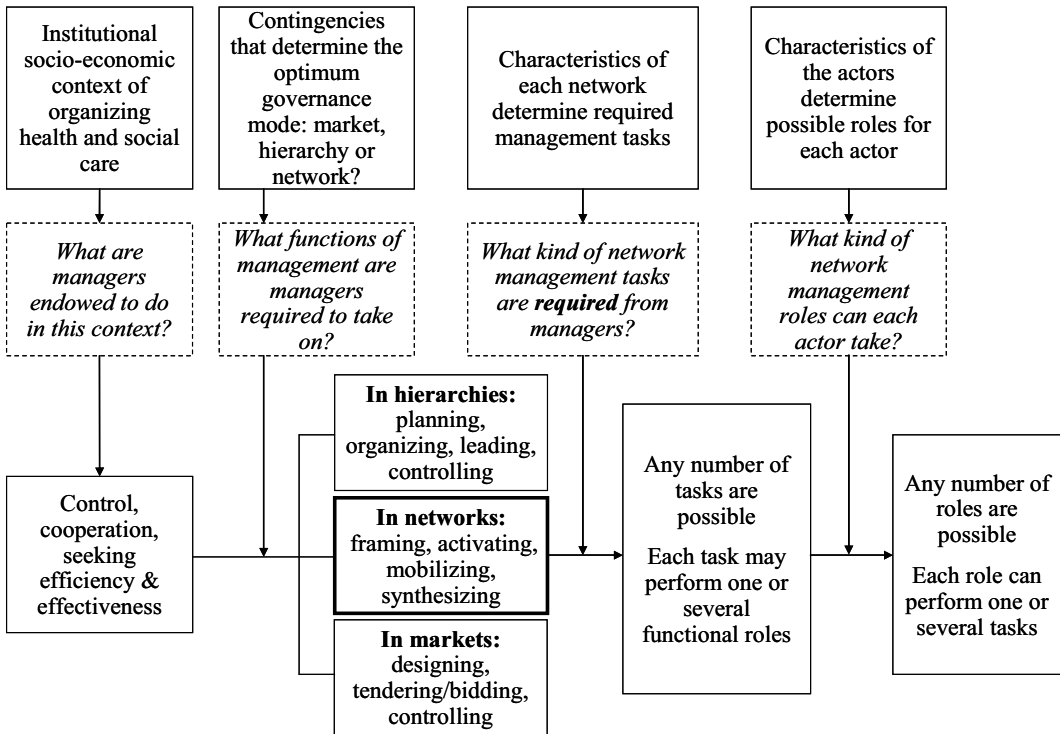 Institutional
socio-economic
context of
organizing
health and social
care
Contingencies
that determine the
optimum
governance
mode: market,
hierarchy or
network?
Characteristics of
each network
determine required
management tasks
Characteristics of
the actors
determine
possible roles for
each actor
What are
managers
endowed to do
in this context?
What functions of
management are
managers
required to take
on?
What kind of network
management tasks
are required from
managers?
What kind of
network
management
roles can each
actor take?
Control,
cooperation,
seeking
efficiency &
effectiveness
In hierarchies:
planning,
organizing, leading,
controlling
In networks:
framing, activating,
mobilizing,
synthesizing
In markets:
designing,
tendering/bidding,
controlling
Any number of
tasks are
possible
Each task may
perform one or
several
functional roles
Any number of
roles are
possible
Each role can
perform one or
several tasks